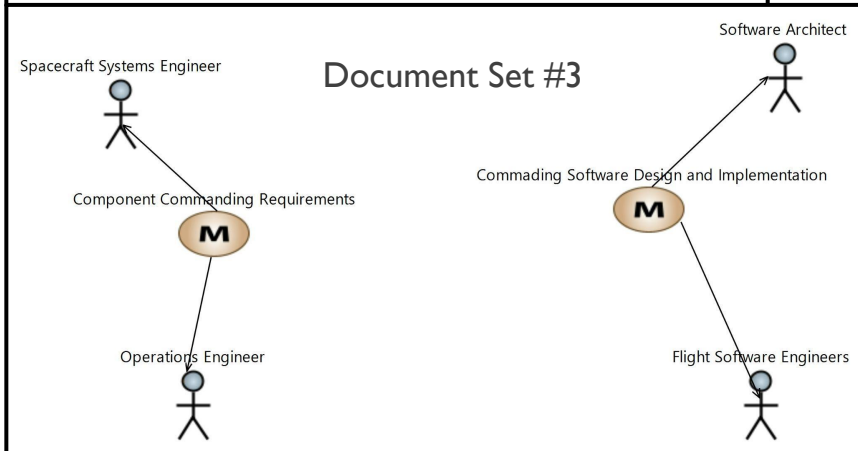 Software Architect
Spacecraft Systems Engineer
Document Set #3
Commading Software Design and Implementation
Component Commanding Requirements
M
M
Operations Engineer
Flight Software Engineers